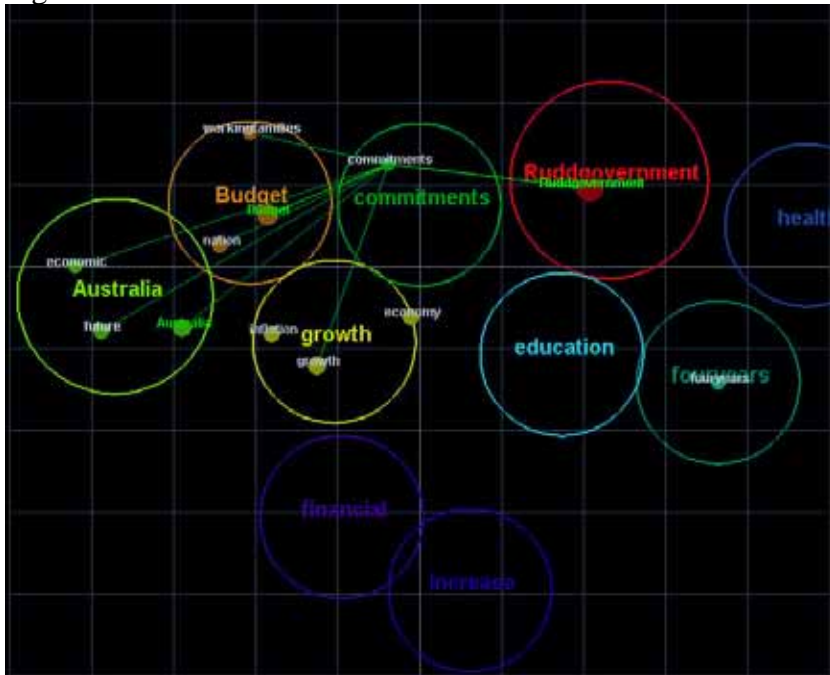 workingfamilies
commitments
Ruddgovernment
Ruddgovernment
Budget
Budget
commitments
healt
nation
economic
Australia
future
Australia
inflation
growth
economy
growth
education
fouryears
fouryears
financial
increase